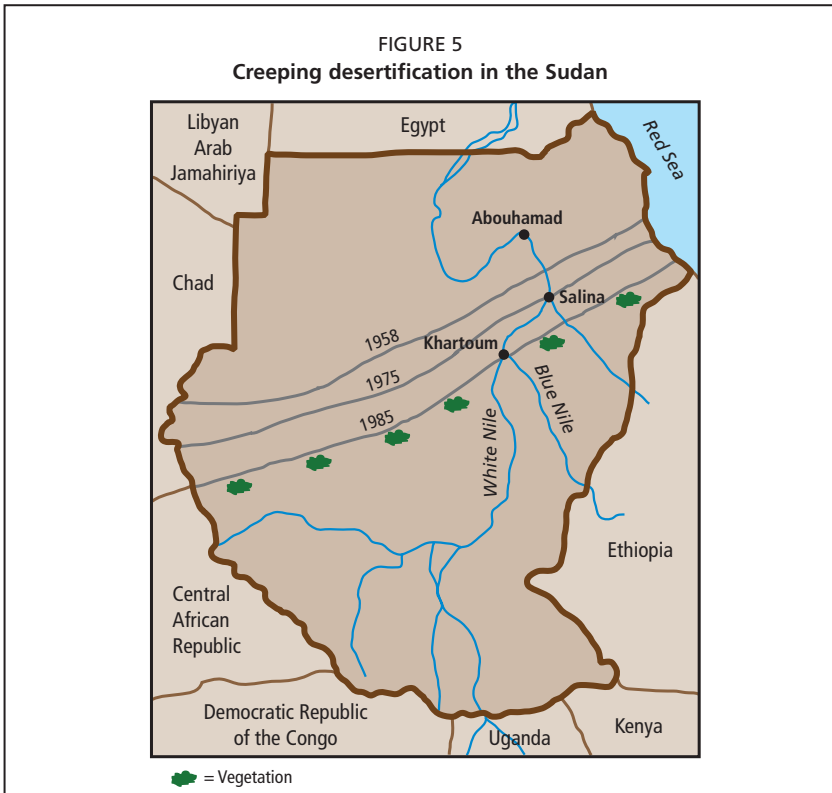 FIGURE 5
Creeping desertification in the Sudan
Libyan
Arab
Jamahiriya
Egypt
Red Sea
Abouhamad
Chad
Salina
1958
Khartoum
1975
Blue Nile
1985
White Nile
Ethiopia
Central
African
Republic
Democratic Republic
of the Congo
Uganda
Kenya
= Vegetation